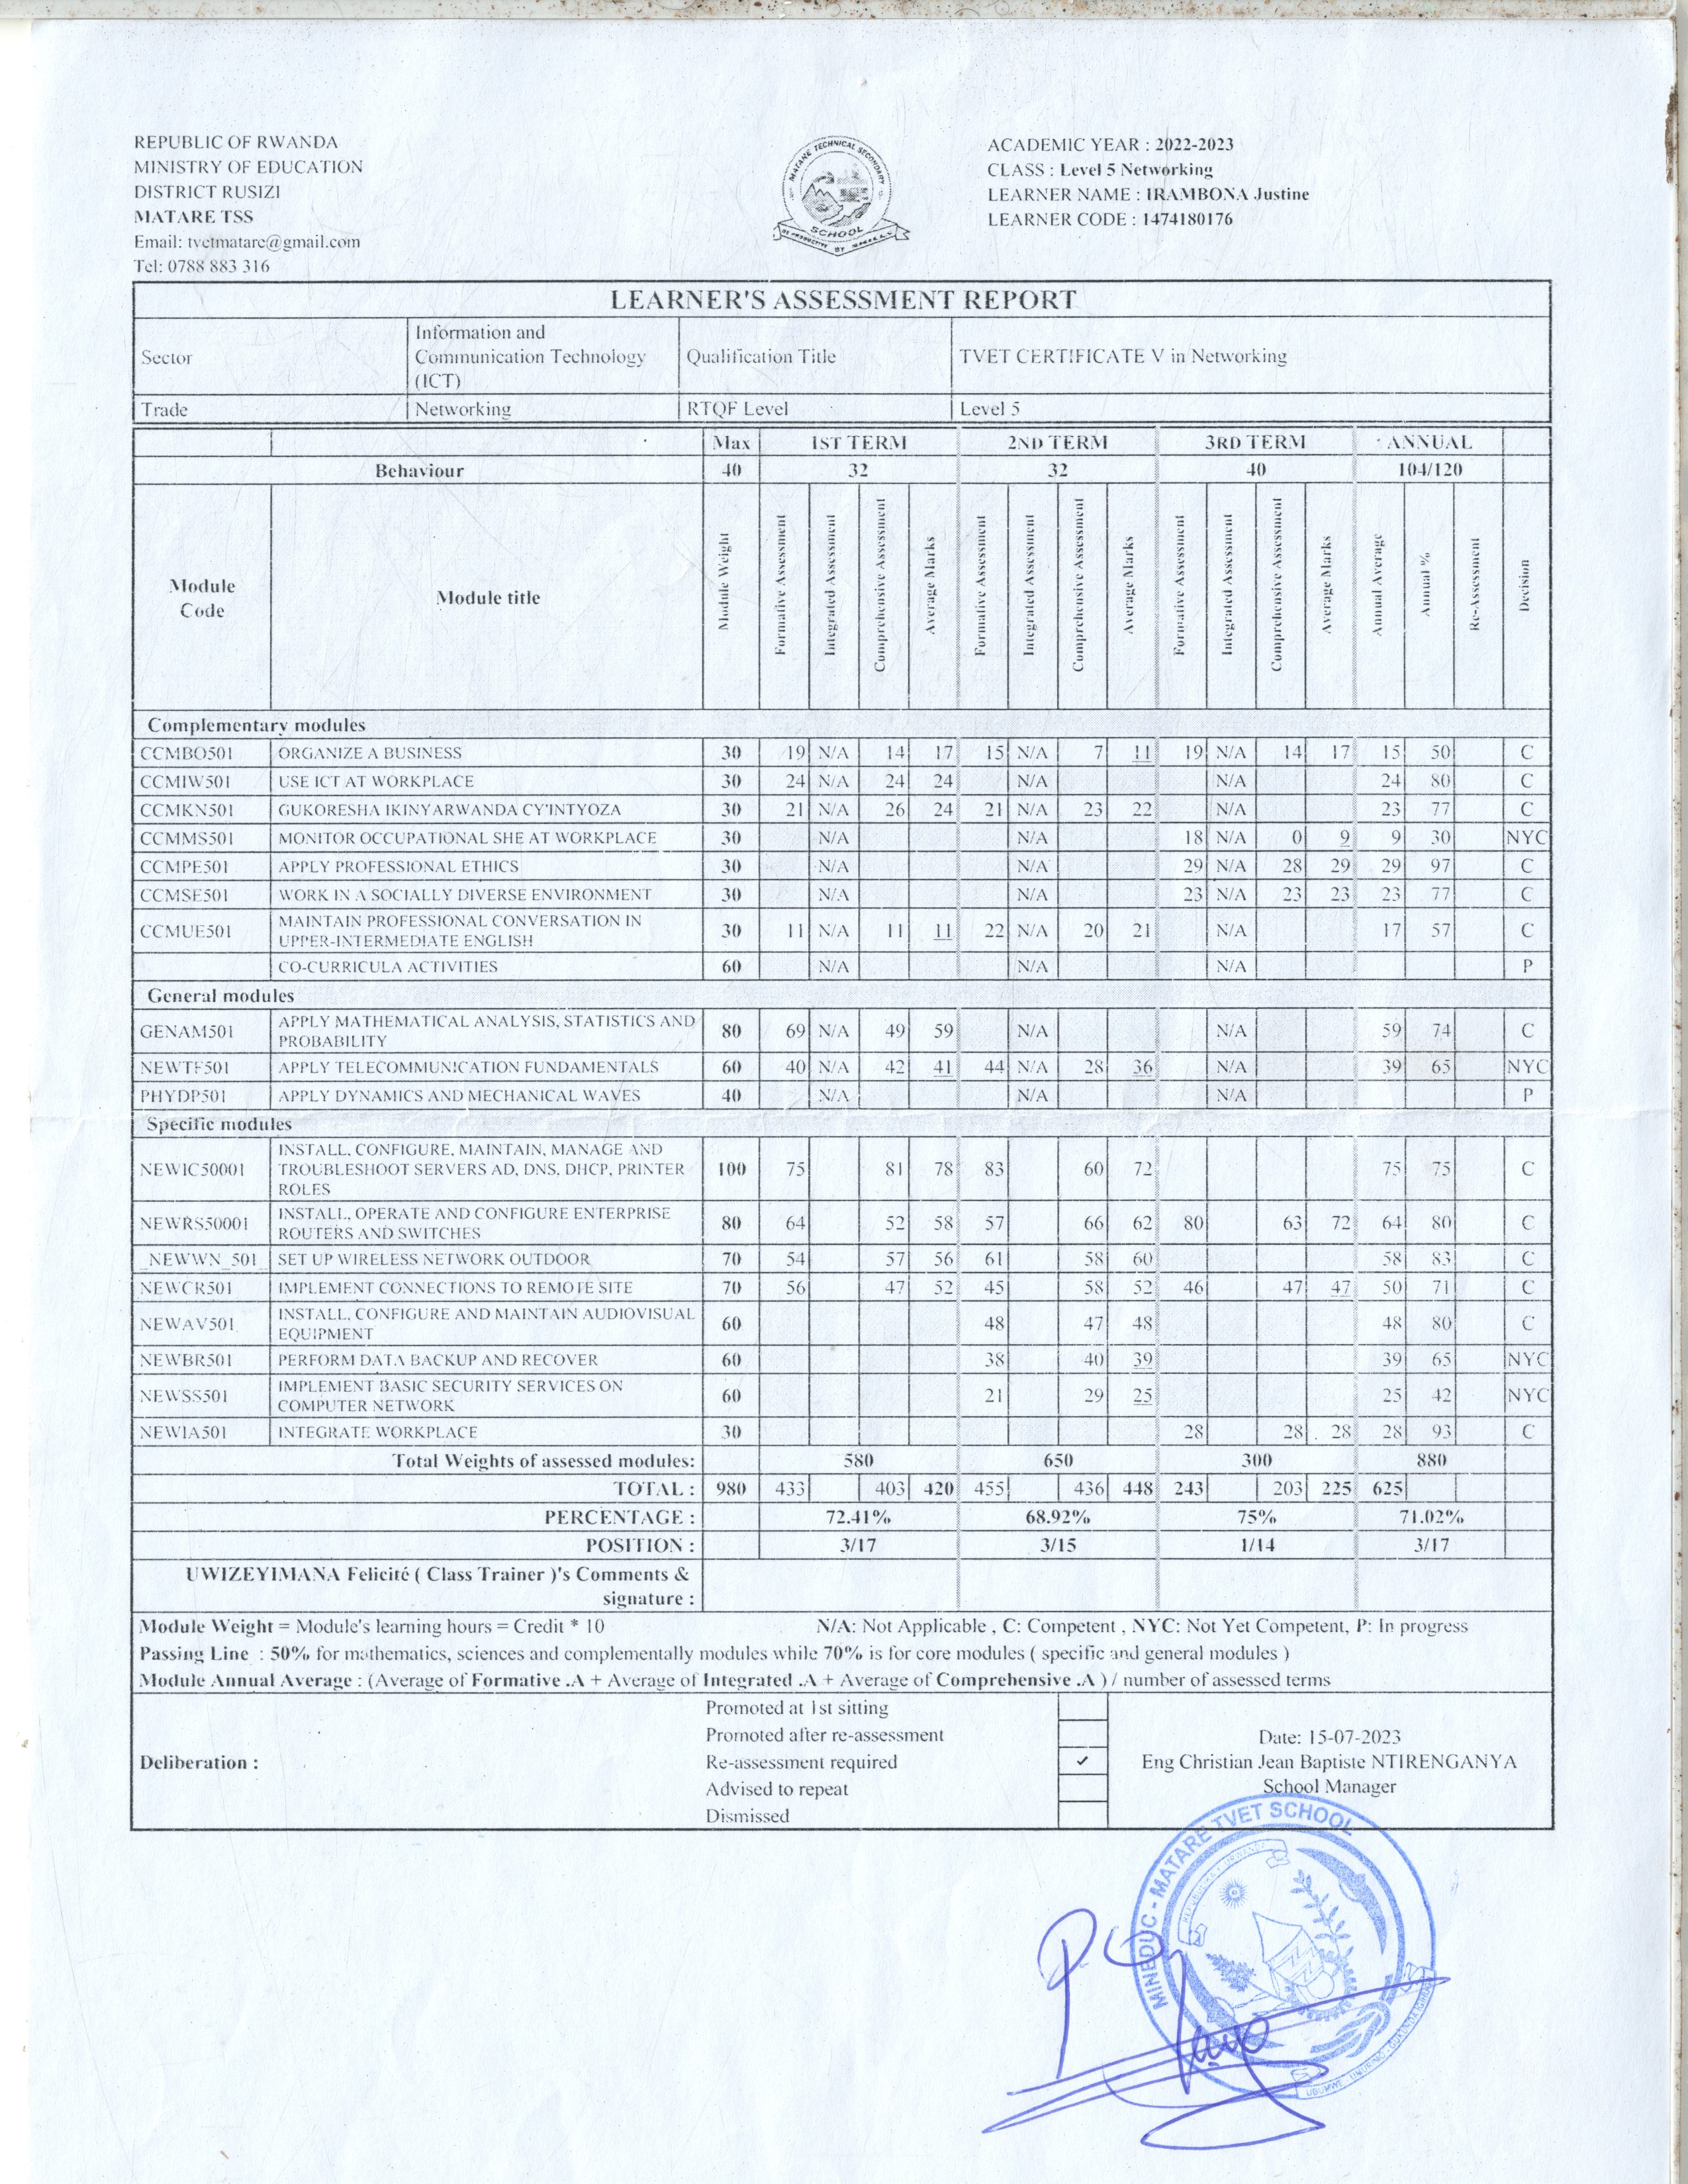 REPUBLIC OF RWANDA
MINISTRY OF EDUCATION
DISTRICT RUSIZI
MATARE TSS
Email: tvetmatare@gmail.com
Tel: 0788 883 316
MATARE TECHNICAL SECONDARY
SCHOOL
BE PRODUCTIVE BY SKILLS
ACADEMIC YEAR : 2022-2023
CLASS : Level 5 Networking
LEARNER NAME : IRAMBONA Justine
LEARNER CODE : 1474180176
LEARNER'S ASSESSMENT REPORT
Sector Information and Communication Technology (ICT) Qualification Title TVET CERTIFICATE V in Networking
Trade Networking RTQF Level Level 5
Max 1ST TERM 2ND TERM 3RD TERM ANNUAL
Behaviour 40 32 32 40 104/120
Module Code Module title Module Weight Formative Assessment Integrated Assessment Comprehensive Assessment Average Marks Formative Assessment Integrated Assessment Comprehensive Assessment Average Marks Formative Assessment Integrated Assessment Comprehensive Assessment Average Marks Annual Average Annual % Re-Assessment Decision
Complementary modules
CCMBO501 ORGANIZE A BUSINESS 30 19 N/A 14 17 15 N/A 7 11 19 N/A 14 17 15 50 C
CCMIW501 USE ICT AT WORKPLACE 30 24 N/A 24 24 N/A N/A 24 80 C
CCMKN501 GUKORESHA IKINYARWANDA CY'INTYOZA 30 21 N/A 26 24 21 N/A 23 22 N/A 23 77 C
CCMMS501 MONITOR OCCUPATIONAL SHE AT WORKPLACE 30 N/A N/A 18 N/A 0 9 9 30 NYC
CCMPE501 APPLY PROFESSIONAL ETHICS 30 N/A N/A 29 N/A 28 29 29 97 C
CCMSE501 WORK IN A SOCIALLY DIVERSE ENVIRONMENT 30 N/A N/A 23 N/A 23 23 23 77 C
CCMUE501 MAINTAIN PROFESSIONAL CONVERSATION IN UPPER-INTERMEDIATE ENGLISH 30 11 N/A 11 11 22 N/A 20 21 N/A 17 57 C
CO-CURRICULA ACTIVITIES 60 N/A N/A N/A P
General modules
GENAM501 APPLY MATHEMATICAL ANALYSIS, STATISTICS AND PROBABILITY 80 69 N/A 49 59 N/A N/A 59 74 C
NEWTF501 APPLY TELECOMMUNICATION FUNDAMENTALS 60 40 N/A 42 41 44 N/A 28 36 N/A 39 65 NYC
PHYDP501 APPLY DYNAMICS AND MECHANICAL WAVES 40 N/A N/A N/A P
Specific modules
NEWIC50001 INSTALL, CONFIGURE, MAINTAIN, MANAGE AND TROUBLESHOOT SERVERS AD, DNS, DHCP, PRINTER ROLES 100 75 81 78 83 60 72 75 75 C
NEWRS50001 INSTALL, OPERATE AND CONFIGURE ENTERPRISE ROUTERS AND SWITCHES 80 64 52 58 57 66 62 80 63 72 64 80 C
_NEWWN_501_ SET UP WIRELESS NETWORK OUTDOOR 70 54 57 56 61 58 60 58 83 C
NEWCR501 IMPLEMENT CONNECTIONS TO REMOTE SITE 70 56 47 52 45 58 52 46 47 47 50 71 C
NEWAV501 INSTALL, CONFIGURE AND MAINTAIN AUDIOVISUAL EQUIPMENT 60 48 47 48 48 80 C
NEWBR501 PERFORM DATA BACKUP AND RECOVER 60 38 40 39 39 65 NYC
NEWSS501 IMPLEMENT BASIC SECURITY SERVICES ON COMPUTER NETWORK 60 21 29 25 25 42 NYC
NEWIA501 INTEGRATE WORKPLACE 30 28 28 28 28 93 C
Total Weights of assessed modules: 580 650 300 880
TOTAL : 980 433 403 420 455 436 448 243 203 225 625
PERCENTAGE : 72.41% 68.92% 75% 71.02%
POSITION : 3/17 3/15 1/14 3/17
UWIZEYIMANA Felicité ( Class Trainer )'s Comments & signature :
Module Weight = Module's learning hours = Credit * 10 N/A: Not Applicable , C: Competent , NYC: Not Yet Competent, P: In progress
Passing Line : 50% for mathematics, sciences and complementally modules while 70% is for core modules ( specific and general modules )
Module Annual Average : (Average of Formative .A + Average of Integrated .A + Average of Comprehensive .A ) / number of assessed terms
Deliberation :
Promoted at 1st sitting
Promoted after re-assessment
Re-assessment required ✓
Advised to repeat
Dismissed
Date: 15-07-2023
Eng Christian Jean Baptiste NTIRENGANYA
School Manager
MINEDUC - MATARE TVET SCHOOL